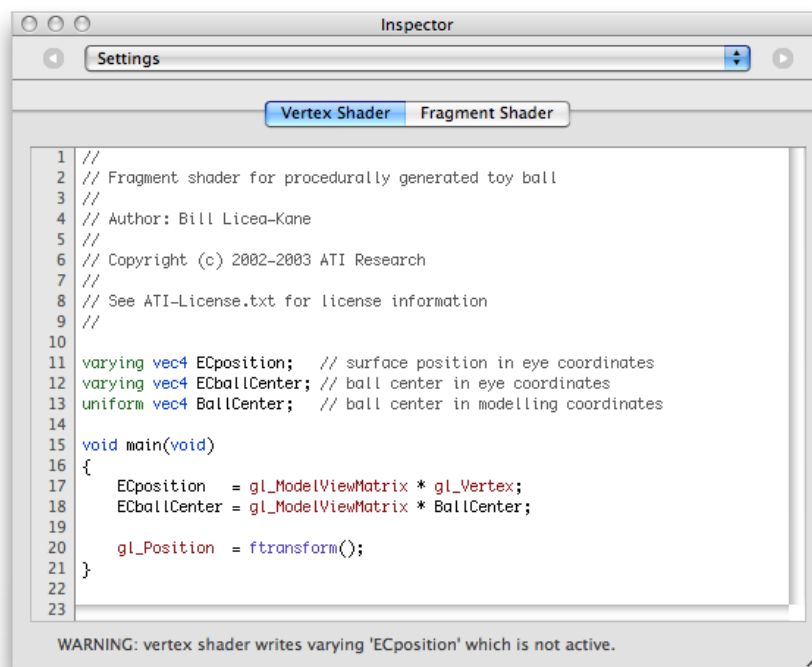 Inspector
Settings
Vertex Shader Fragment Shader
1 //
2 // Fragment shader for procedurally generated toy ball
3 //
4 // Author: Bill Licea-Kane
5 //
6 // Copyright (c) 2002-2003 ATI Research
7 //
8 // See ATI-License.txt for license information
9 //
10
11 varying vec4 ECposition;   // surface position in eye coordinates
12 varying vec4 ECballCenter; // ball center in eye coordinates
13 uniform vec4 BallCenter;   // ball center in modelling coordinates
14
15 void main(void)
16 {
17     ECposition   = gl_ModelViewMatrix * gl_Vertex;
18     ECballCenter = gl_ModelViewMatrix * BallCenter;
19
20     gl_Position  = ftransform();
21 }
22
23
WARNING: vertex shader writes varying 'ECposition' which is not active.